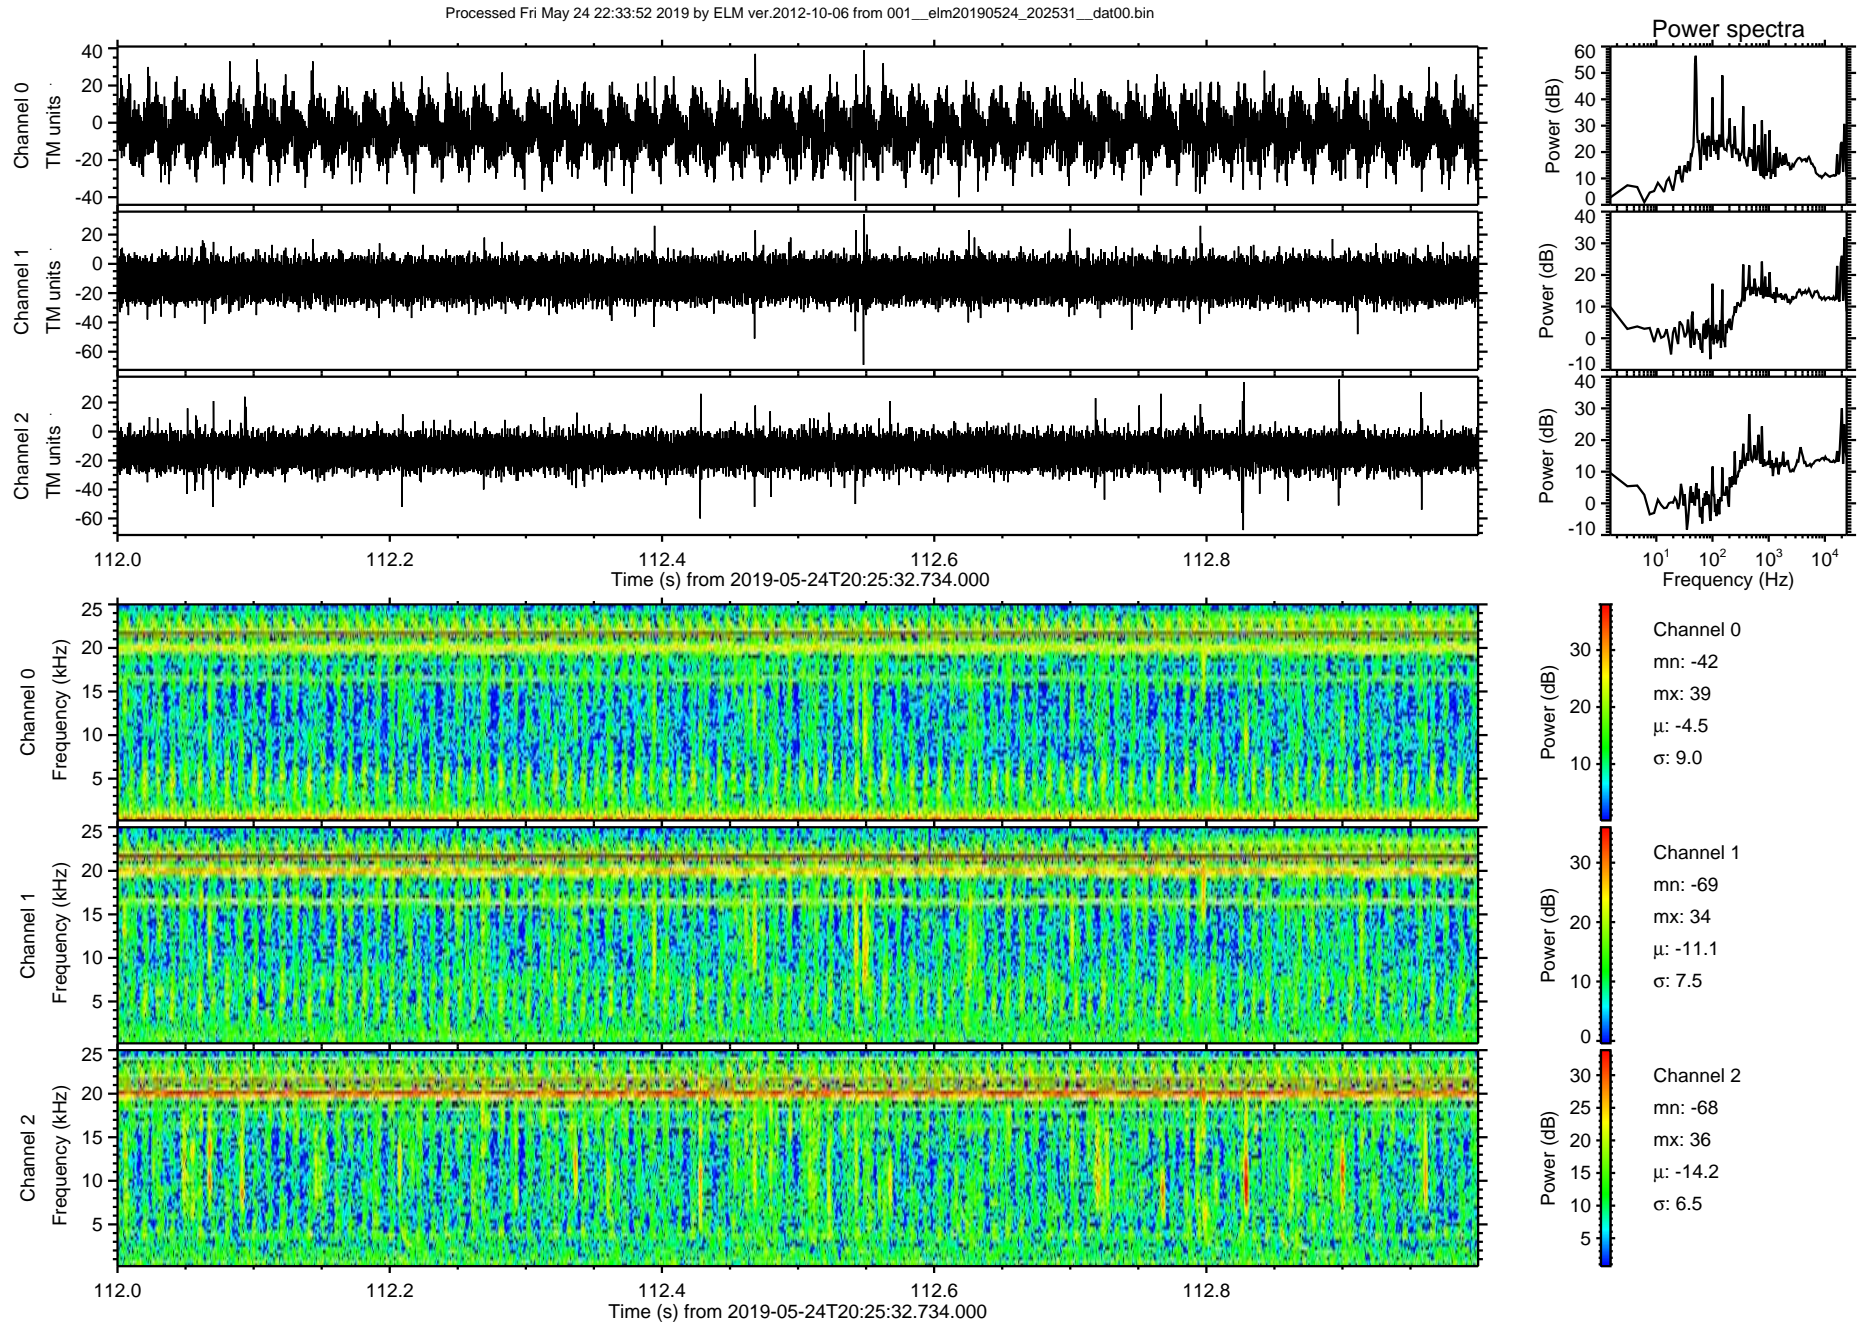 Processed Fri May 24 22:33:52 2019 by ELM ver.2012-10-06 from 001__elm20190524_202531__dat00.bin
Power spectra
Channel 0
TM units
40
20
0
-20
-40
Power (dB)
60
50
40
30
20
10
0
Channel 1
TM units
20
0
-20
-40
-60
Power (dB)
40
30
20
10
0
-10
Channel 2
TM units
20
0
-20
-40
-60
Power (dB)
40
30
20
10
0
-10
112.0 112.2 112.4 112.6 112.8
Time (s) from 2019-05-24T20:25:32.734.000
10¹ 10² 10³ 10⁴
Frequency (Hz)
Channel 0
Frequency (kHz)
25
20
15
10
5
Power (dB)
30
20
10
Channel 0
mn: -42
mx: 39
μ: -4.5
σ: 9.0
Channel 1
Frequency (kHz)
25
20
15
10
5
Power (dB)
30
20
10
0
Channel 1
mn: -69
mx: 34
μ: -11.1
σ: 7.5
Channel 2
Frequency (kHz)
25
20
15
10
5
Power (dB)
30
25
20
15
10
5
Channel 2
mn: -68
mx: 36
μ: -14.2
σ: 6.5
112.0 112.2 112.4 112.6 112.8
Time (s) from 2019-05-24T20:25:32.734.000